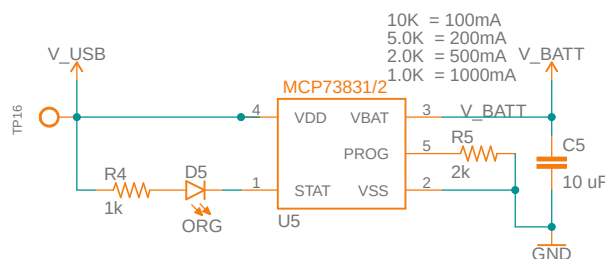 10K = 100mA
5.0K = 200mA
2.0K = 500mA
1.0K = 1000mA
V_USB
V_BATT
MCP73831/2
TP16
4
VDD
VBAT
3
V_BATT
PROG
5
R5
2k
C5
10 uF
R4
1k
D5
ORG
1
STAT
VSS
2
U5
GND